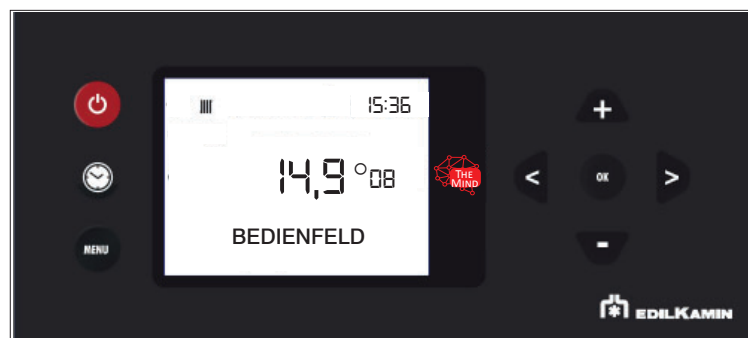 15:36
14,9 °08
THE
MIND
< OK >
+
-
BEDIENFELD
MENU
EDILKAMIN